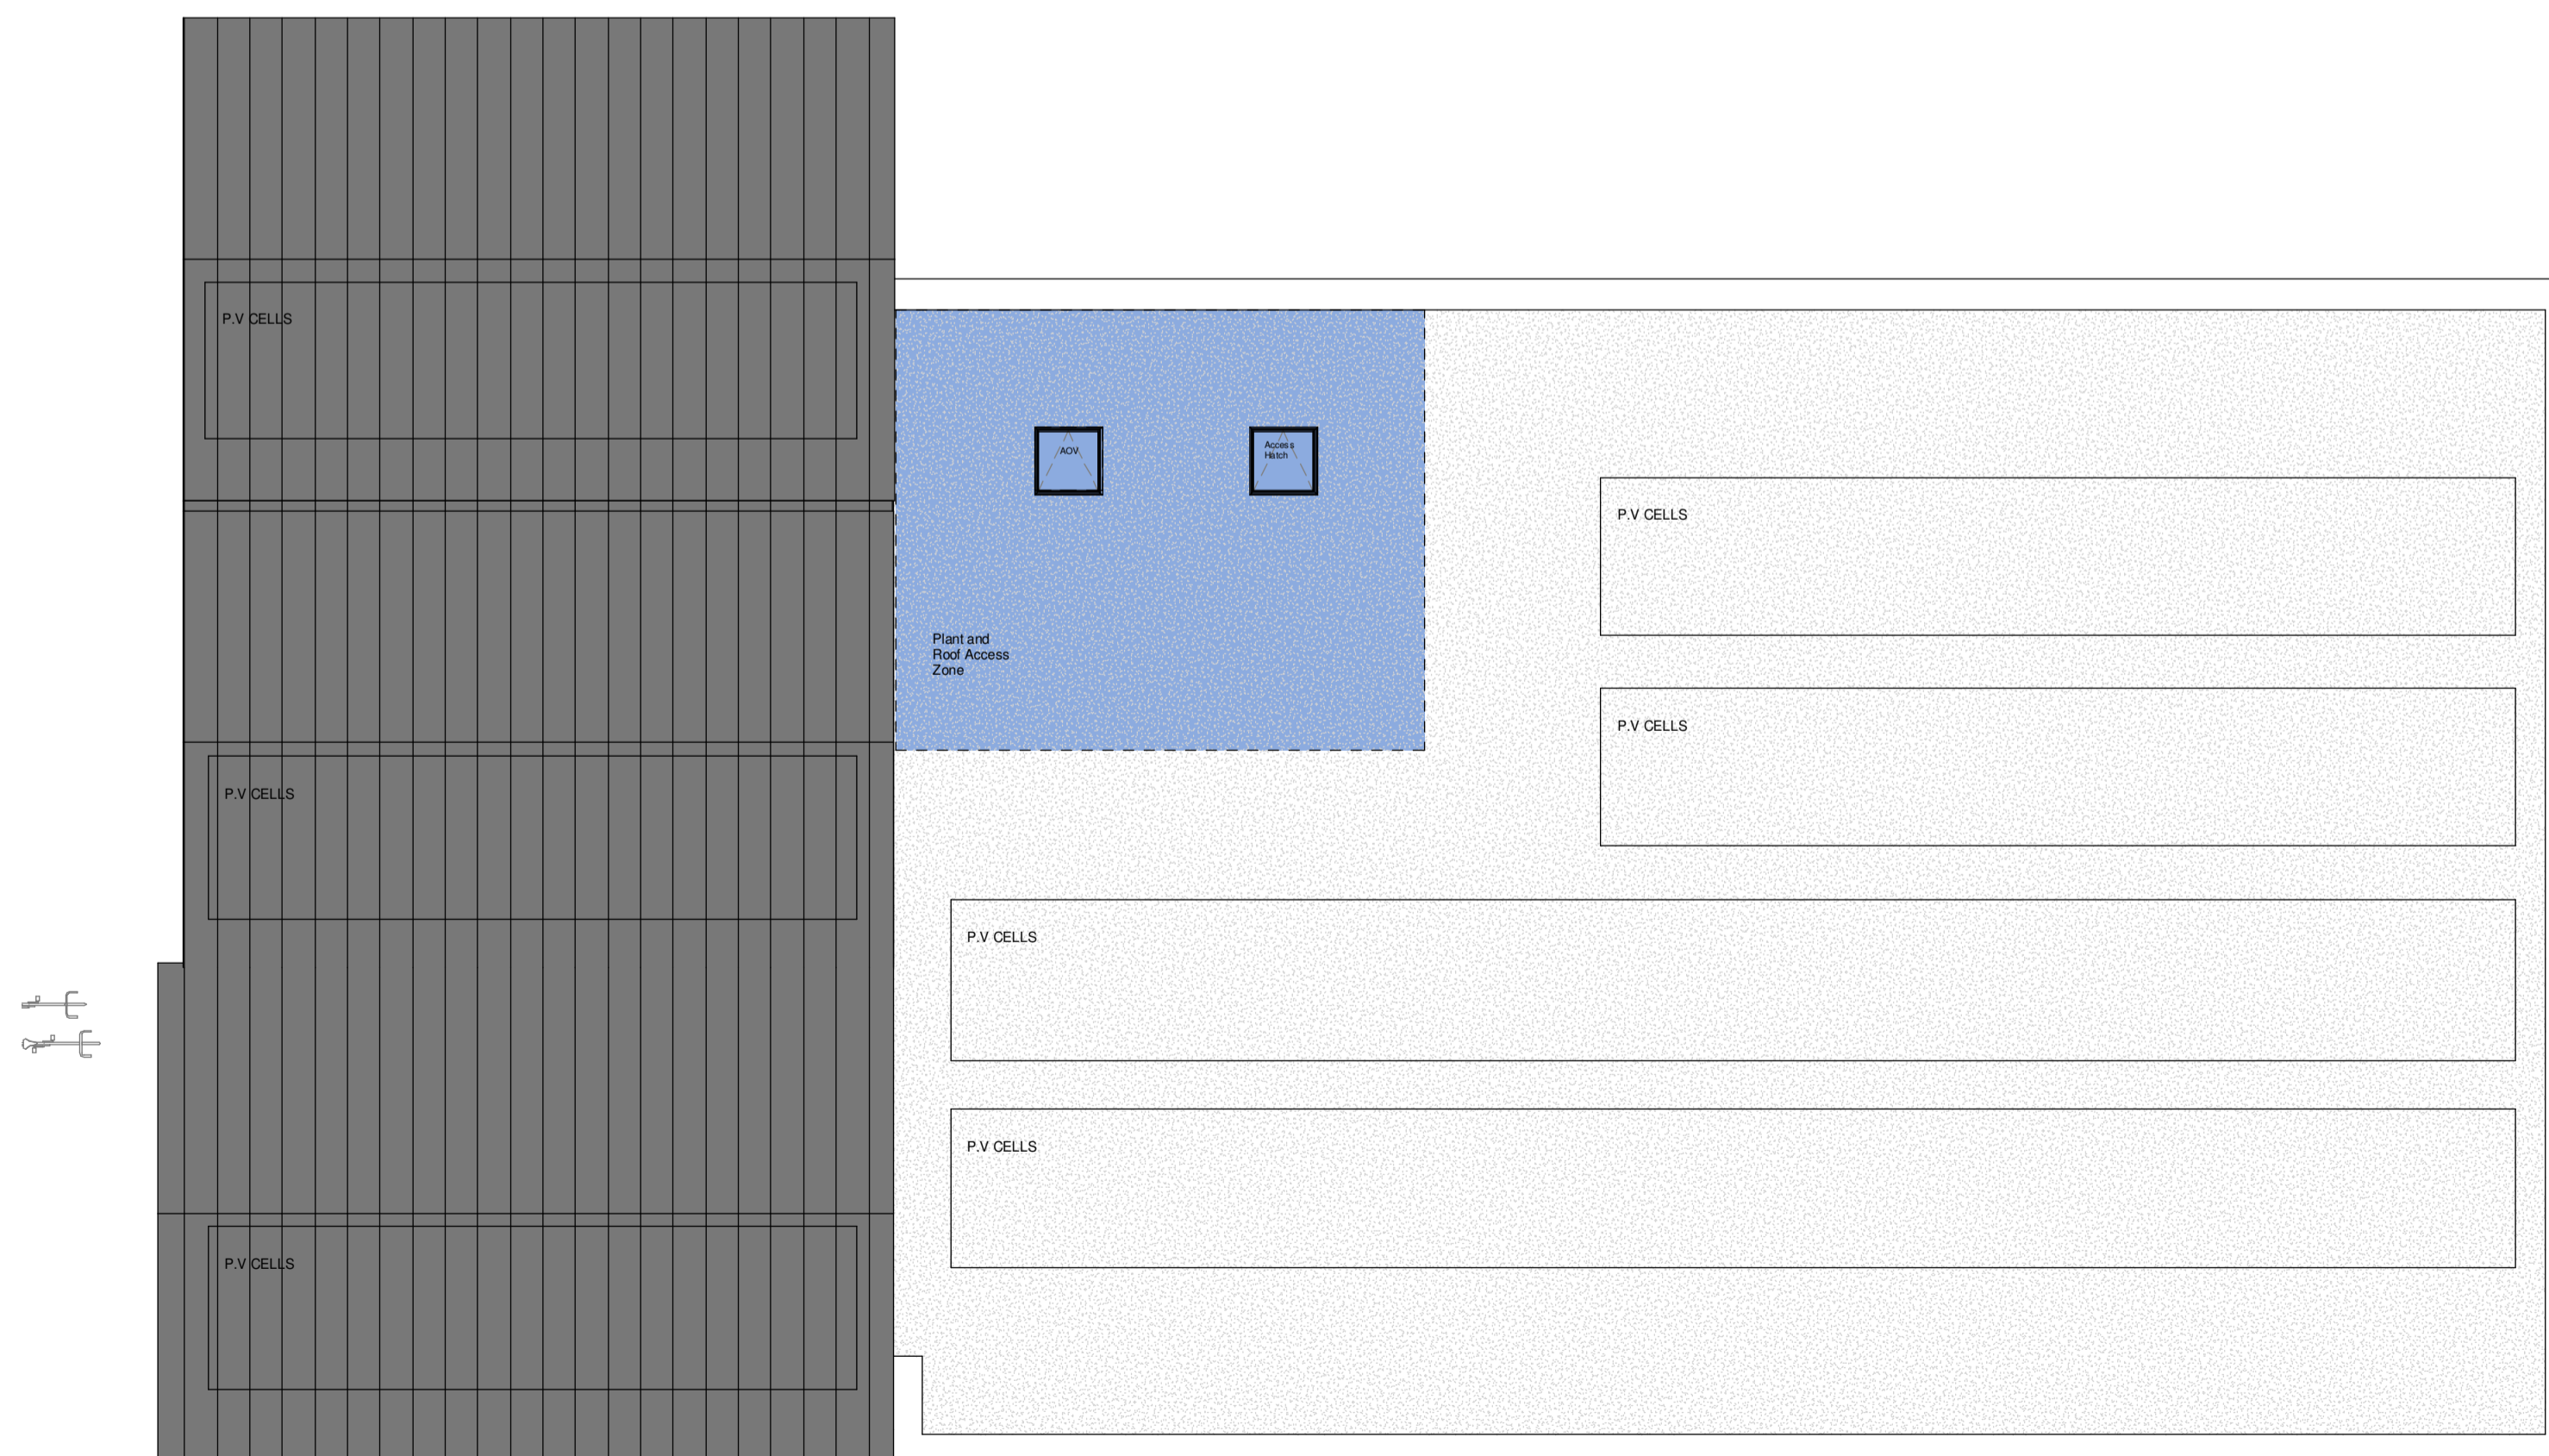 P.V CELLS
AOV
Access
Hatch
P.V CELLS
Plant and
Roof Access
Zone
P.V CELLS
P.V CELLS
P.V CELLS
P.V CELLS
P.V CELLS